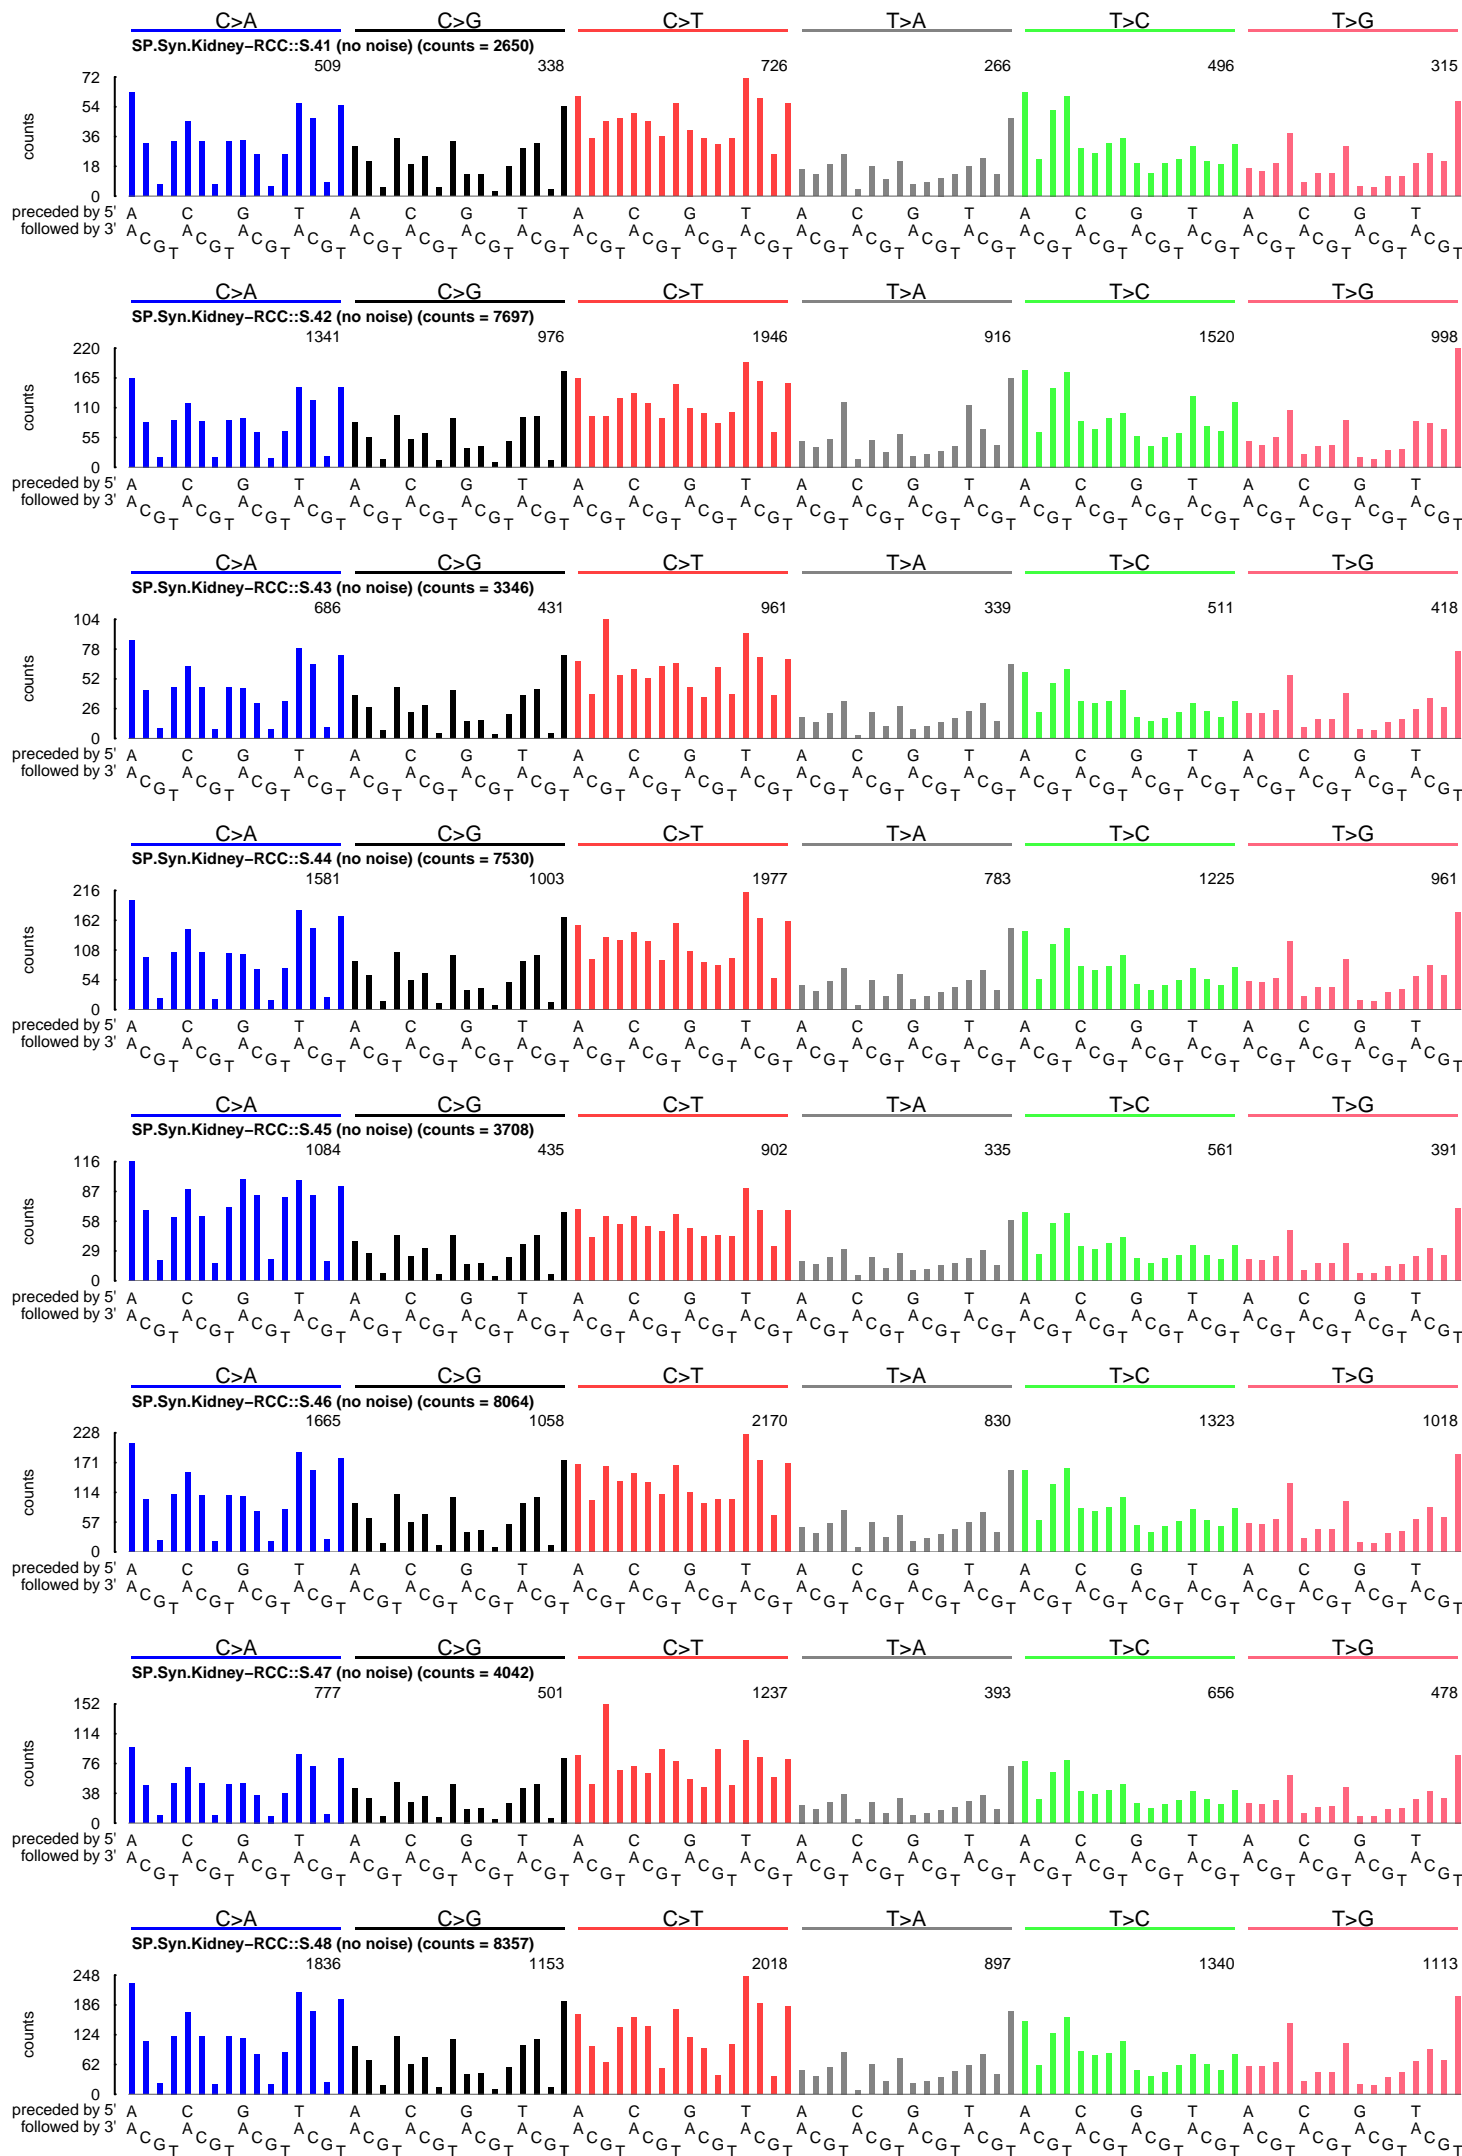 C>A C>G C>T T>A T>C T>G
SP.Syn.Kidney−RCC::S.41 (no noise) (counts = 2650)
509 338 726 266 496 315
72
54
36
18
0
counts
preceded by 5' A C G T A C G T A C G T A C G T A C G T A C G T
followed by 3' A C G T A C G T A C G T A C G T A C G T A C G T A C G T A C G T A C G T A C G T A C G T A C G T A C G T A C G T A C G T A C G T A C G T A C G T A C G T A C G T A C G T A C G T A C G T A C G T
C>A C>G C>T T>A T>C T>G
SP.Syn.Kidney−RCC::S.42 (no noise) (counts = 7697)
1341 976 1946 916 1520 998
220
165
110
55
0
counts
preceded by 5' A C G T A C G T A C G T A C G T A C G T A C G T
followed by 3' A C G T A C G T A C G T A C G T A C G T A C G T A C G T A C G T A C G T A C G T A C G T A C G T A C G T A C G T A C G T A C G T A C G T A C G T A C G T A C G T A C G T A C G T A C G T A C G T
C>A C>G C>T T>A T>C T>G
SP.Syn.Kidney−RCC::S.43 (no noise) (counts = 3346)
686 431 961 339 511 418
104
78
52
26
0
counts
preceded by 5' A C G T A C G T A C G T A C G T A C G T A C G T
followed by 3' A C G T A C G T A C G T A C G T A C G T A C G T A C G T A C G T A C G T A C G T A C G T A C G T A C G T A C G T A C G T A C G T A C G T A C G T A C G T A C G T A C G T A C G T A C G T A C G T
C>A C>G C>T T>A T>C T>G
SP.Syn.Kidney−RCC::S.44 (no noise) (counts = 7530)
1581 1003 1977 783 1225 961
216
162
108
54
0
counts
preceded by 5' A C G T A C G T A C G T A C G T A C G T A C G T
followed by 3' A C G T A C G T A C G T A C G T A C G T A C G T A C G T A C G T A C G T A C G T A C G T A C G T A C G T A C G T A C G T A C G T A C G T A C G T A C G T A C G T A C G T A C G T A C G T A C G T
C>A C>G C>T T>A T>C T>G
SP.Syn.Kidney−RCC::S.45 (no noise) (counts = 3708)
1084 435 902 335 561 391
116
87
58
29
0
counts
preceded by 5' A C G T A C G T A C G T A C G T A C G T A C G T
followed by 3' A C G T A C G T A C G T A C G T A C G T A C G T A C G T A C G T A C G T A C G T A C G T A C G T A C G T A C G T A C G T A C G T A C G T A C G T A C G T A C G T A C G T A C G T A C G T A C G T
C>A C>G C>T T>A T>C T>G
SP.Syn.Kidney−RCC::S.46 (no noise) (counts = 8064)
1665 1058 2170 830 1323 1018
228
171
114
57
0
counts
preceded by 5' A C G T A C G T A C G T A C G T A C G T A C G T
followed by 3' A C G T A C G T A C G T A C G T A C G T A C G T A C G T A C G T A C G T A C G T A C G T A C G T A C G T A C G T A C G T A C G T A C G T A C G T A C G T A C G T A C G T A C G T A C G T A C G T
C>A C>G C>T T>A T>C T>G
SP.Syn.Kidney−RCC::S.47 (no noise) (counts = 4042)
777 501 1237 393 656 478
152
114
76
38
0
counts
preceded by 5' A C G T A C G T A C G T A C G T A C G T A C G T
followed by 3' A C G T A C G T A C G T A C G T A C G T A C G T A C G T A C G T A C G T A C G T A C G T A C G T A C G T A C G T A C G T A C G T A C G T A C G T A C G T A C G T A C G T A C G T A C G T A C G T
C>A C>G C>T T>A T>C T>G
SP.Syn.Kidney−RCC::S.48 (no noise) (counts = 8357)
1836 1153 2018 897 1340 1113
248
186
124
62
0
counts
preceded by 5' A C G T A C G T A C G T A C G T A C G T A C G T
followed by 3' A C G T A C G T A C G T A C G T A C G T A C G T A C G T A C G T A C G T A C G T A C G T A C G T A C G T A C G T A C G T A C G T A C G T A C G T A C G T A C G T A C G T A C G T A C G T A C G T